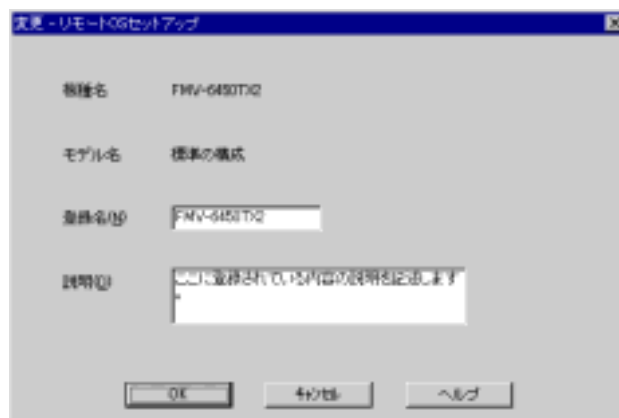 変更 - リモートOSセットアップ
機種名 FMV-6450TX2
モデル名 標準の構成
登録名(N) FMV-6450TX2
説明(D) ここに登録されている内容の説明を記述します
。
OK キャンセル ヘルプ